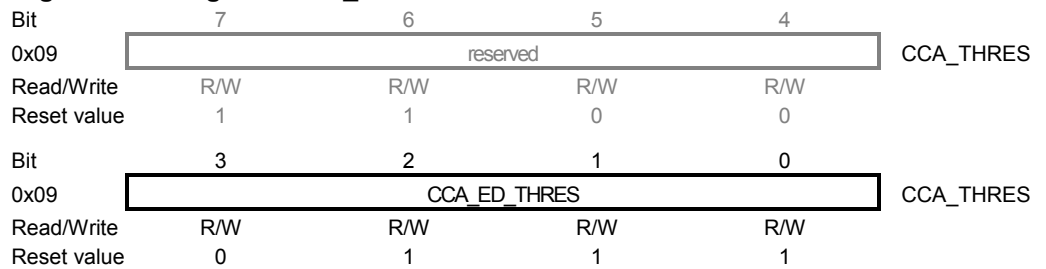 Bit 7 6 5 4
0x09 reserved CCA_THRES
Read/Write R/W R/W R/W R/W
Reset value 1 1 0 0
Bit 3 2 1 0
0x09 CCA_ED_THRES CCA_THRES
Read/Write R/W R/W R/W R/W
Reset value 0 1 1 1